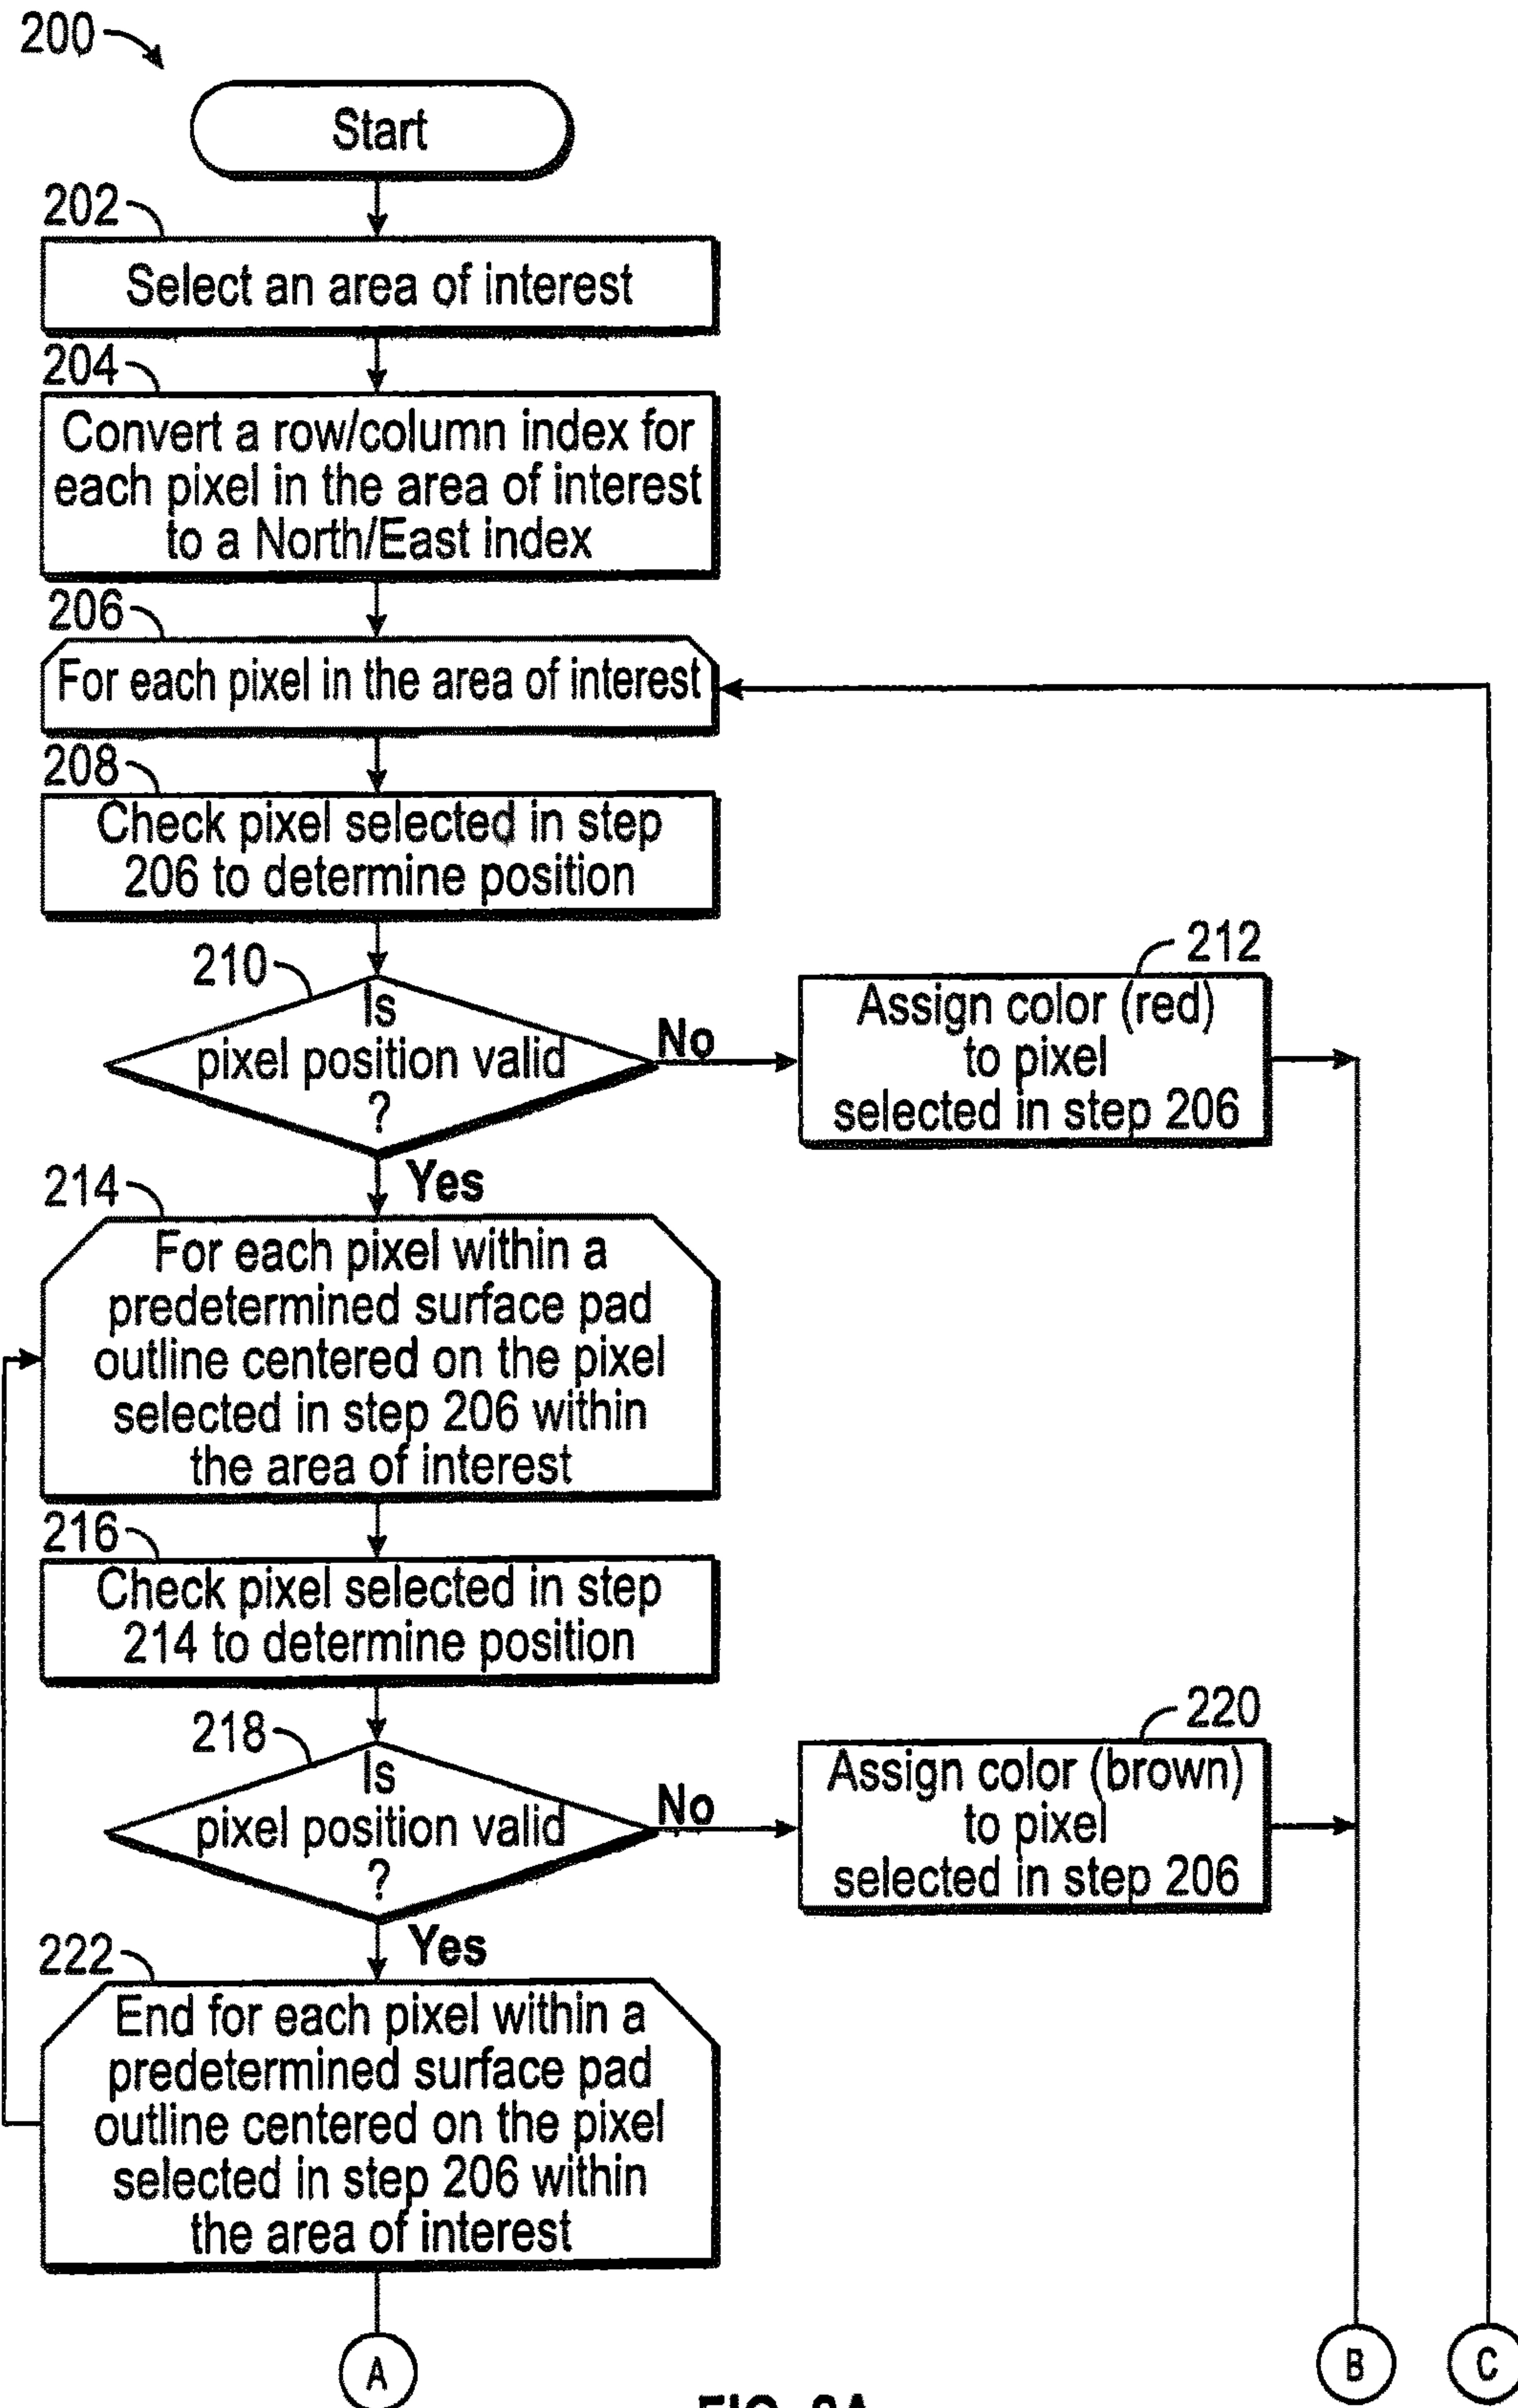 200
Start
202
Select an area of interest
204
Convert a row/column index for
each pixel in the area of interest
to a North/East index
206
For each pixel in the area of interest
208
Check pixel selected in step
206 to determine position
210
Is
pixel position valid
?
No
212
Assign color (red)
to pixel
selected in step 206
Yes
214
For each pixel within a
predetermined surface pad
outline centered on the pixel
selected in step 206 within
the area of interest
216
Check pixel selected in step
214 to determine position
218
Is
pixel position valid
?
No
220
Assign color (brown)
to pixel
selected in step 206
Yes
222
End for each pixel within a
predetermined surface pad
outline centered on the pixel
selected in step 206 within
the area of interest
A
B
C